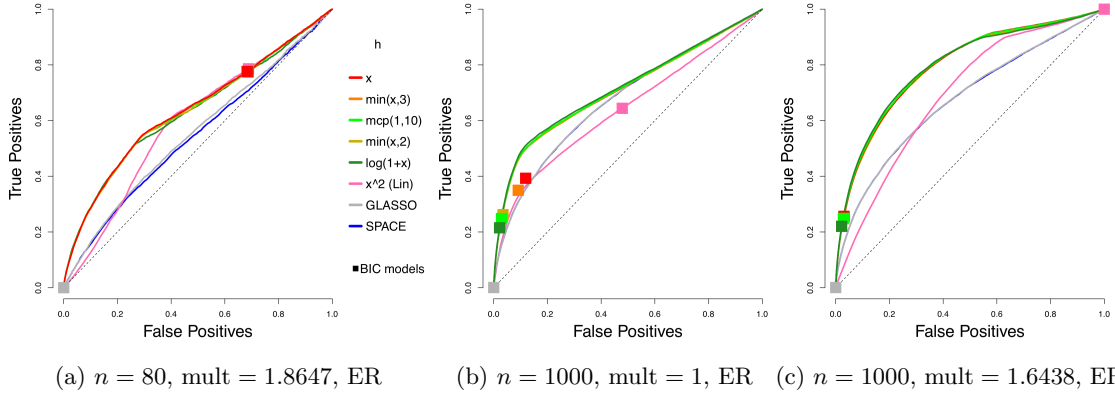 1.0
0.8
0.6
0.4
0.2
0.0
True Positives
0.0 0.2 0.4 0.6 0.8 1.0
False Positives
h
x
min(x,3)
mcp(1,10)
min(x,2)
log(1+x)
x^2 (Lin)
GLASSO
SPACE
BIC models
(a) n = 80, mult = 1.8647, ER
1.0
0.8
0.6
0.4
0.2
0.0
True Positives
0.0 0.2 0.4 0.6 0.8 1.0
False Positives
(b) n = 1000, mult = 1, ER
1.0
0.8
0.6
0.4
0.2
0.0
True Positives
0.0 0.2 0.4 0.6 0.8 1.0
False Positives
(c) n = 1000, mult = 1.6438, ER